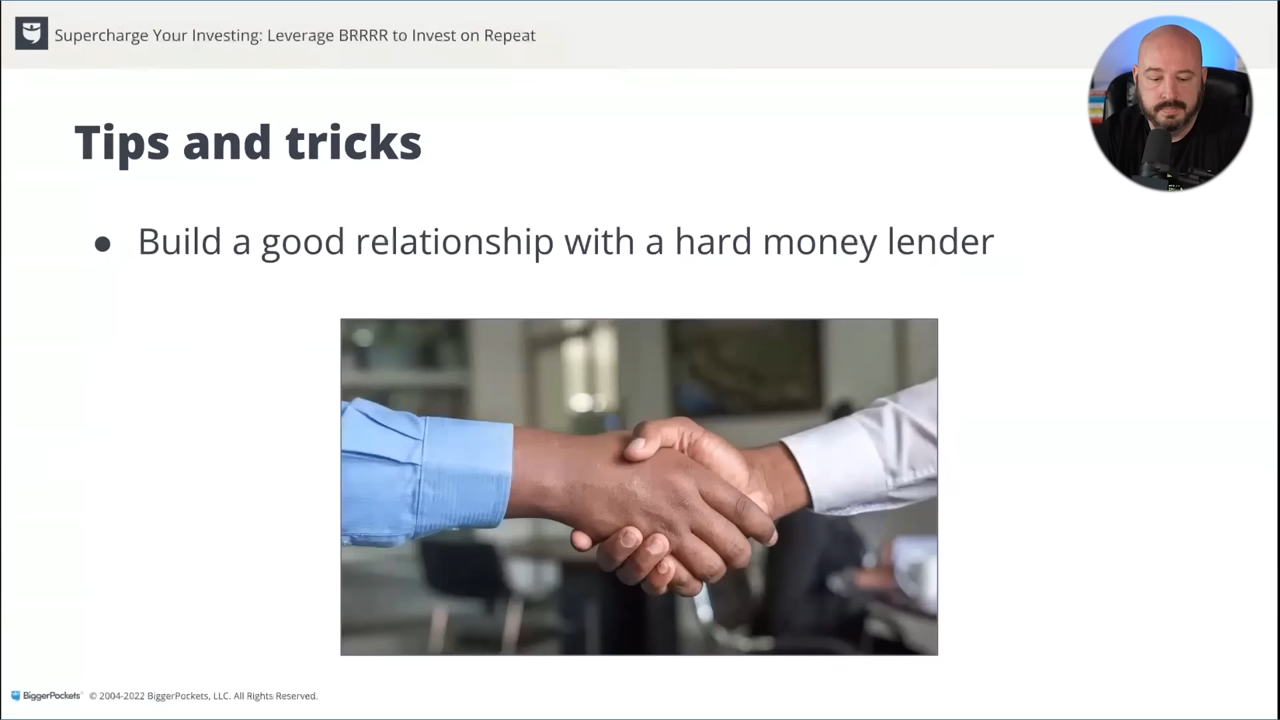 Supercharge Your Investing: Leverage BRRRR to Invest on Repeat
Tips and tricks
● Build a good relationship with a hard money lender
BiggerPockets © 2004-2022 BiggerPockets, LLC. All Rights Reserved.